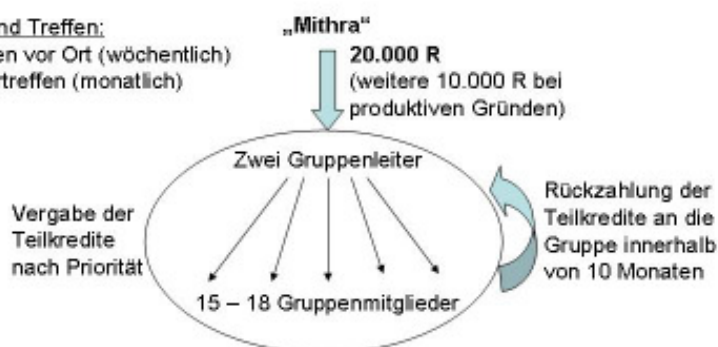 nd Treffen:
en vor Ort (wöchentlich)
rtreffen (monatlich)
„Mithra“
20.000 R
(weitere 10.000 R bei
produktiven Gründen)
Zwei Gruppenleiter
Vergabe der
Teilkredite
nach Priorität
Rückzahlung der
Teilkredite an die
Gruppe innerhalb
von 10 Monaten
15 – 18 Gruppenmitglieder